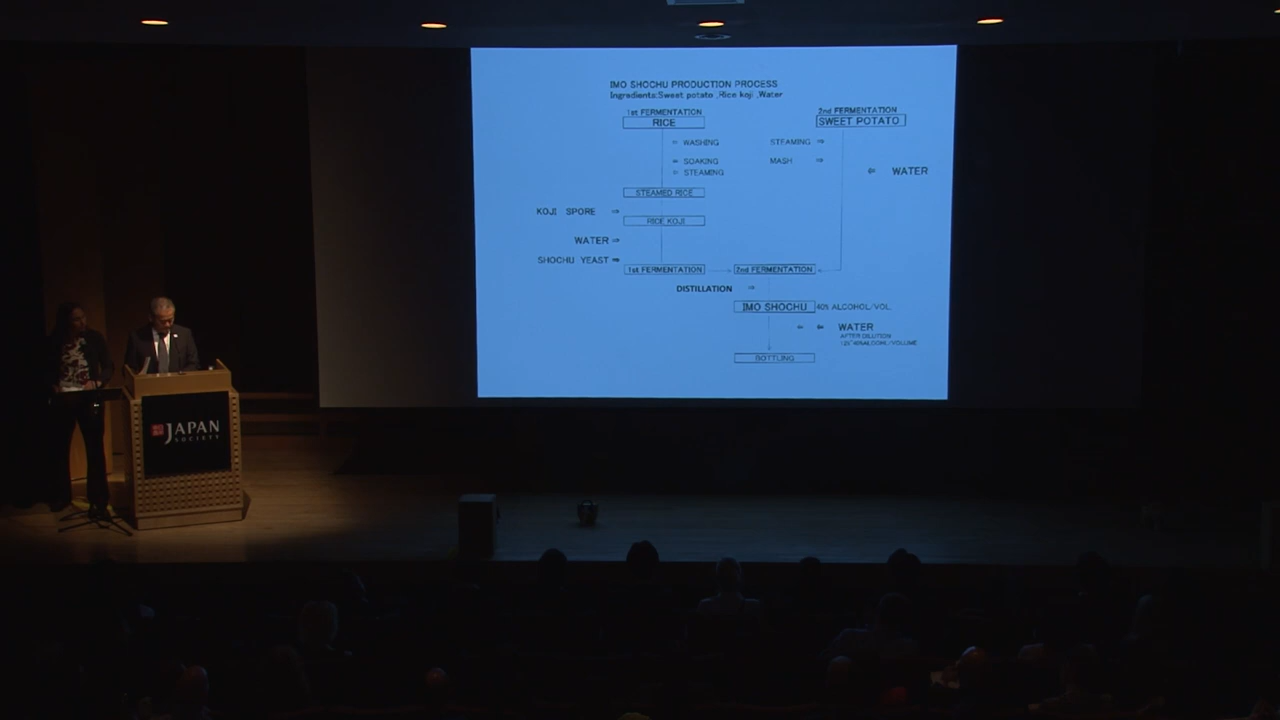 IMO SHOCHU PRODUCTION PROCESS
Ingredients:Sweet potato ,Rice koji ,Water
1st FERMENTATION
RICE
⇐ WASHING
⇐ SOAKING
⇐ STEAMING
STEAMED RICE
KOJI SPORE ⇒
RICE KOJI
WATER ⇒
SHOCHU YEAST ⇒
1st FERMENTATION
2nd FERMENTATION
SWEET POTATO
STEAMING ⇒
MASH ⇒
⇐ WATER
2nd FERMENTATION
DISTILLATION ⇒
IMO SHOCHU
40% ALCOHOL/VOL.
⇐ ⇐ WATER
AFTER DILUTION
BOTTLING
JAPAN
SOCIETY